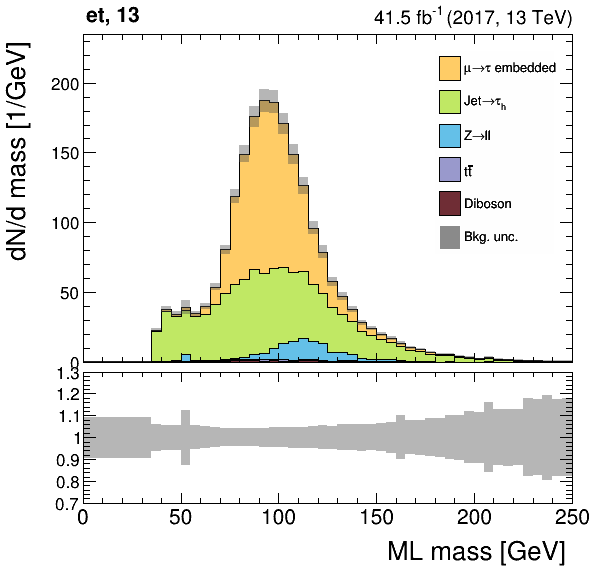 et, 13
41.5 fb⁻¹ (2017, 13 TeV)
dN/d mass [1/GeV]
200
150
100
50
0
μ→τ embedded
Jet→τₕ
Z→ll
tt̅
Diboson
Bkg. unc.
1.3
1.2
1.1
1
0.9
0.8
0.7
0 50 100 150 200 250
ML mass [GeV]